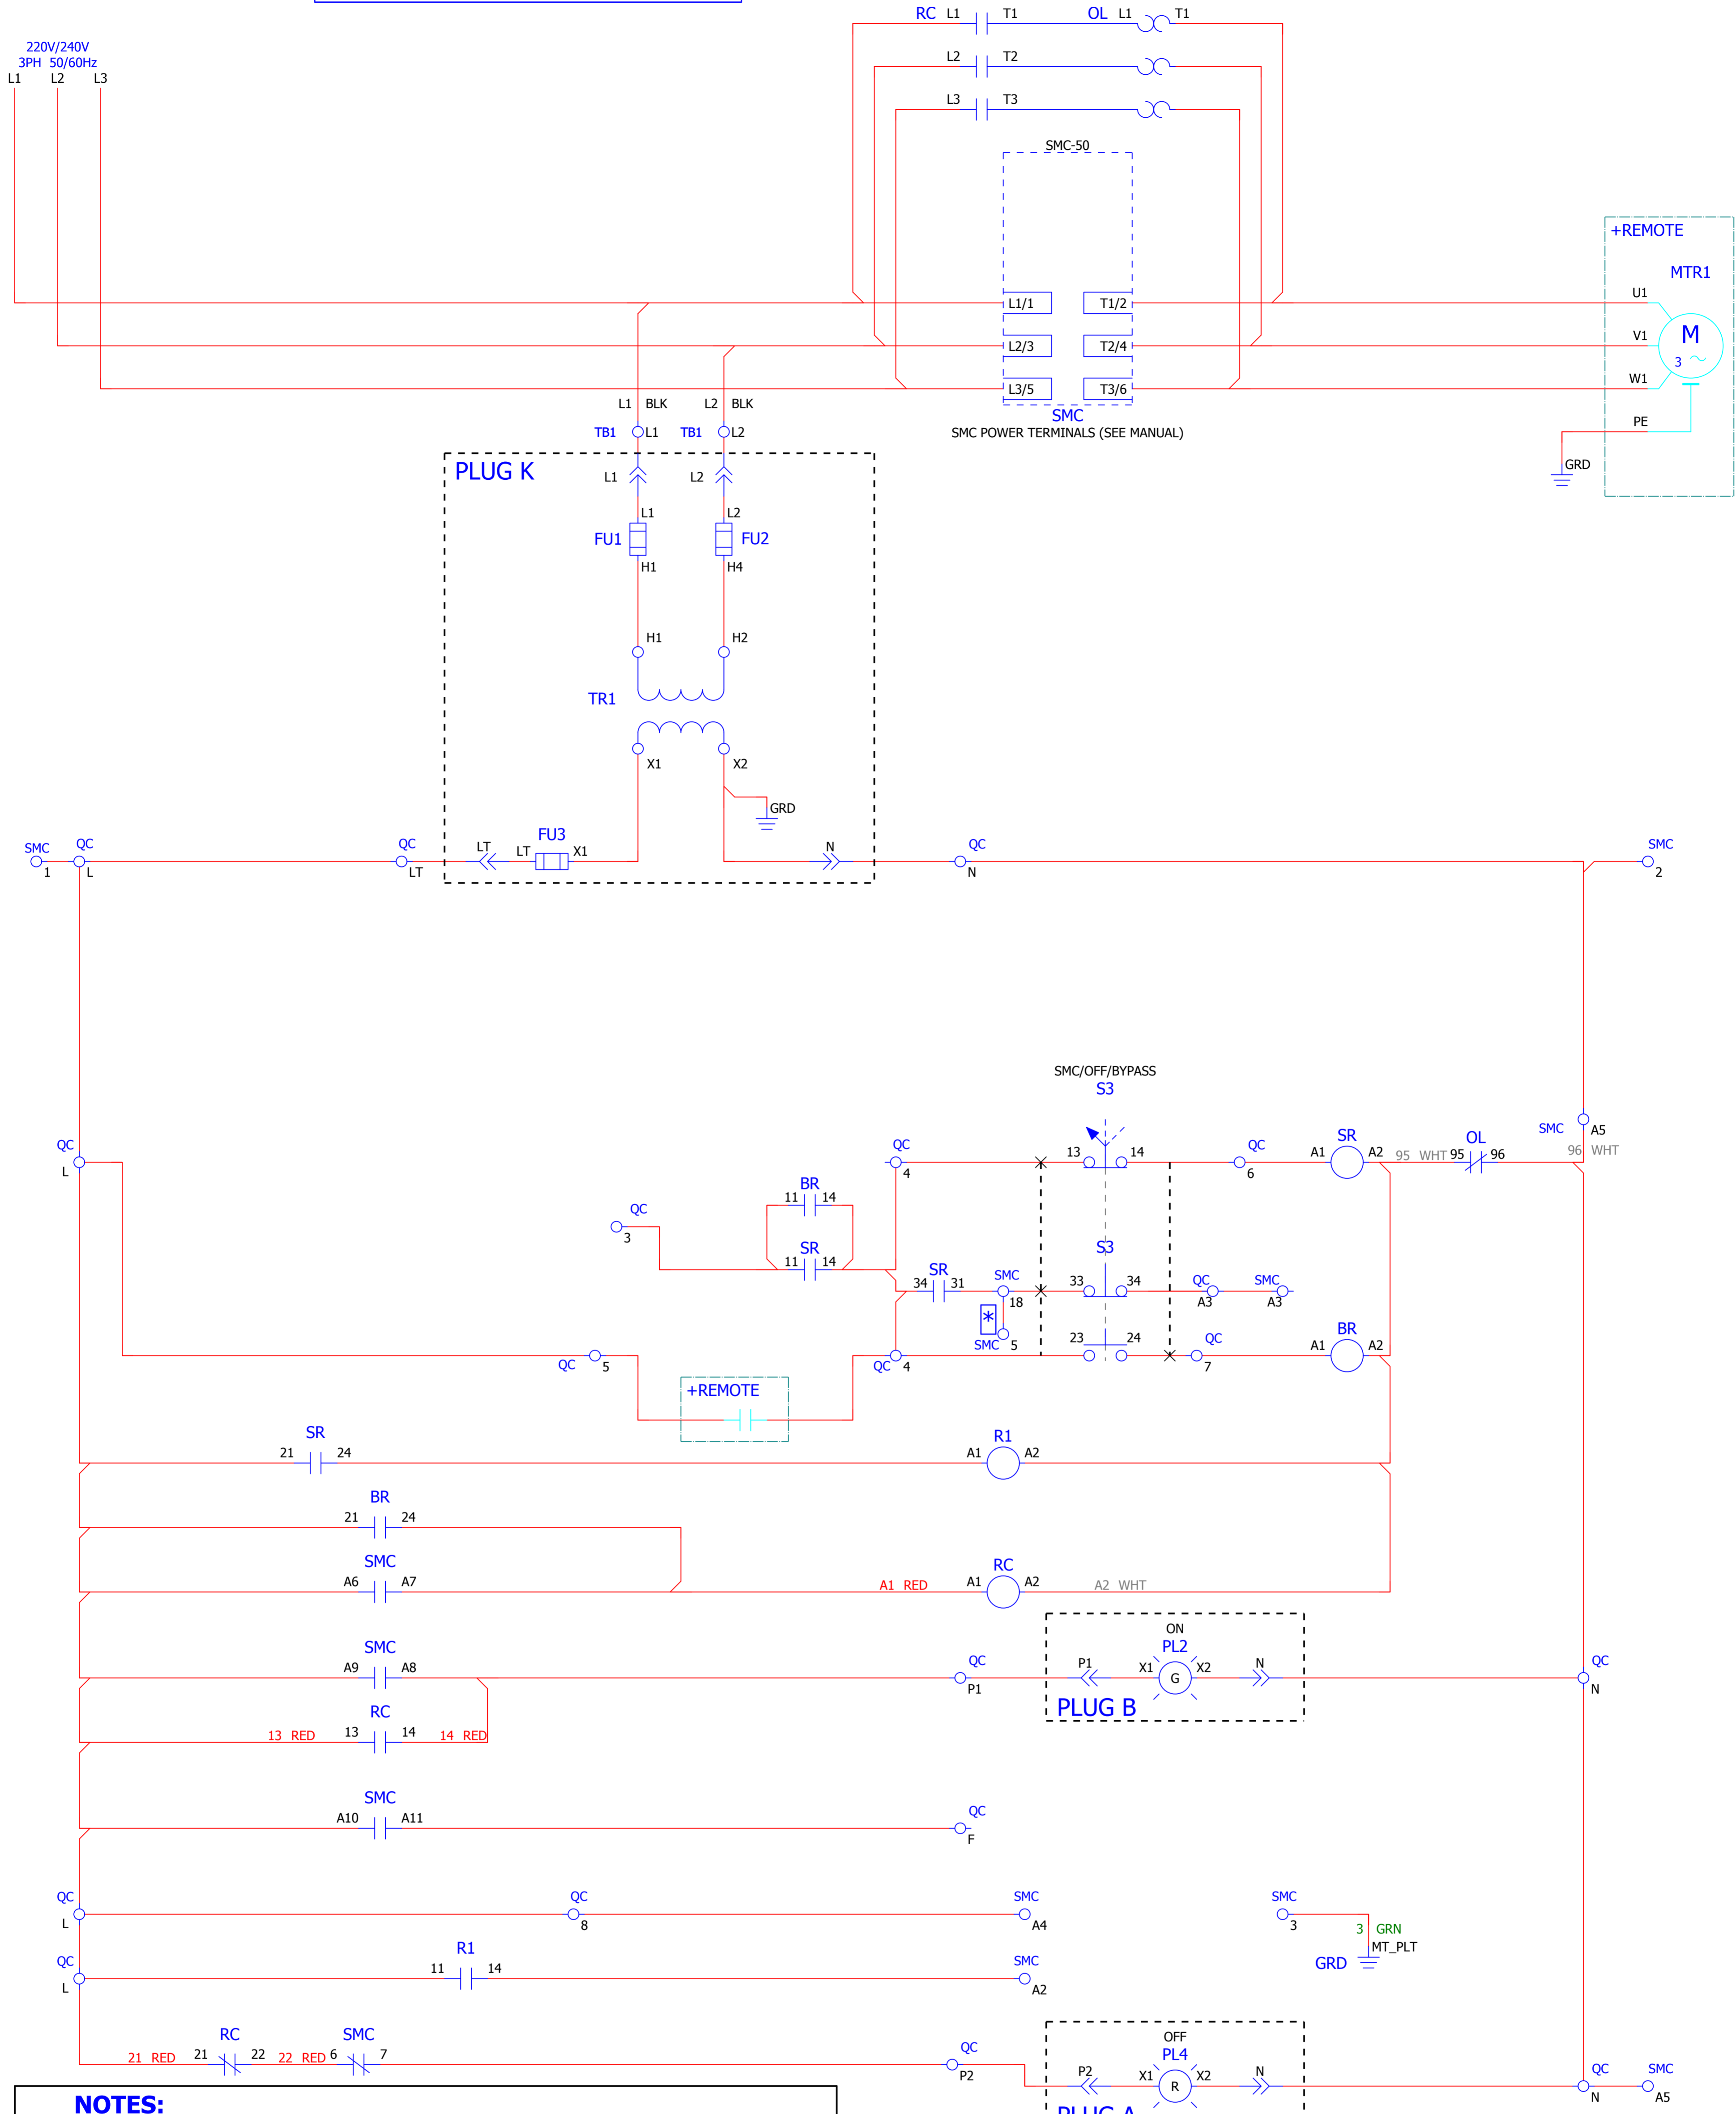 RC L1 T1 OL L1 T1
220V/240V
3PH 50/60Hz
L1 L2 L3
L2 T2
L3 T3
SMC-50
+REMOTE
MTR1
L1/1 T1/2 U1
L2/3 T2/4 V1
M
3
L3/5 T3/6 W1
SMC
SMC POWER TERMINALS (SEE MANUAL)
PE
GRD
L1 BLK L2 BLK
TB1 L1 TB1 L2
PLUG K
L1 L2
L1 L2
FU1 FU2
H1 H4
H1 H2
TR1
X1 X2
GRD
SMC QC QC FU3 QC SMC
LT LT X1 N
1 L LT N 2
SMC/OFF/BYPASS
S3
SMC A5
QC QC 13 14 QC SR OL
A1 A2 95 WHT 95 96 96 WHT
L 4 6
BR
11 14
QC
3
SR
11 14
S3
SR SMC QC SMC
34 31 33 34
18 A3 A3
*
SMC 5
23 24 QC BR
A1 A2
QC 5 QC 4 7
+REMOTE
SR R1
21 24 A1 A2
BR
21 24
SMC RC
A6 A7 A1 RED A1 A2 A2 WHT
ON
SMC PL2
A9 A8 QC P1 X1 G X2 N QC
P1 N
PLUG B
RC
13 RED 13 14 14 RED
SMC
A10 A11 QC
F
QC QC SMC SMC
L 8 A4 3
3 GRN
MT_PLT
GRD
QC R1 SMC
11 14
L A2
OFF
RC SMC PL4
21 RED 21 22 22 RED 6 7 QC
P2
P2 X1 R X2 N QC SMC
N A5
NOTES:
PLUG A